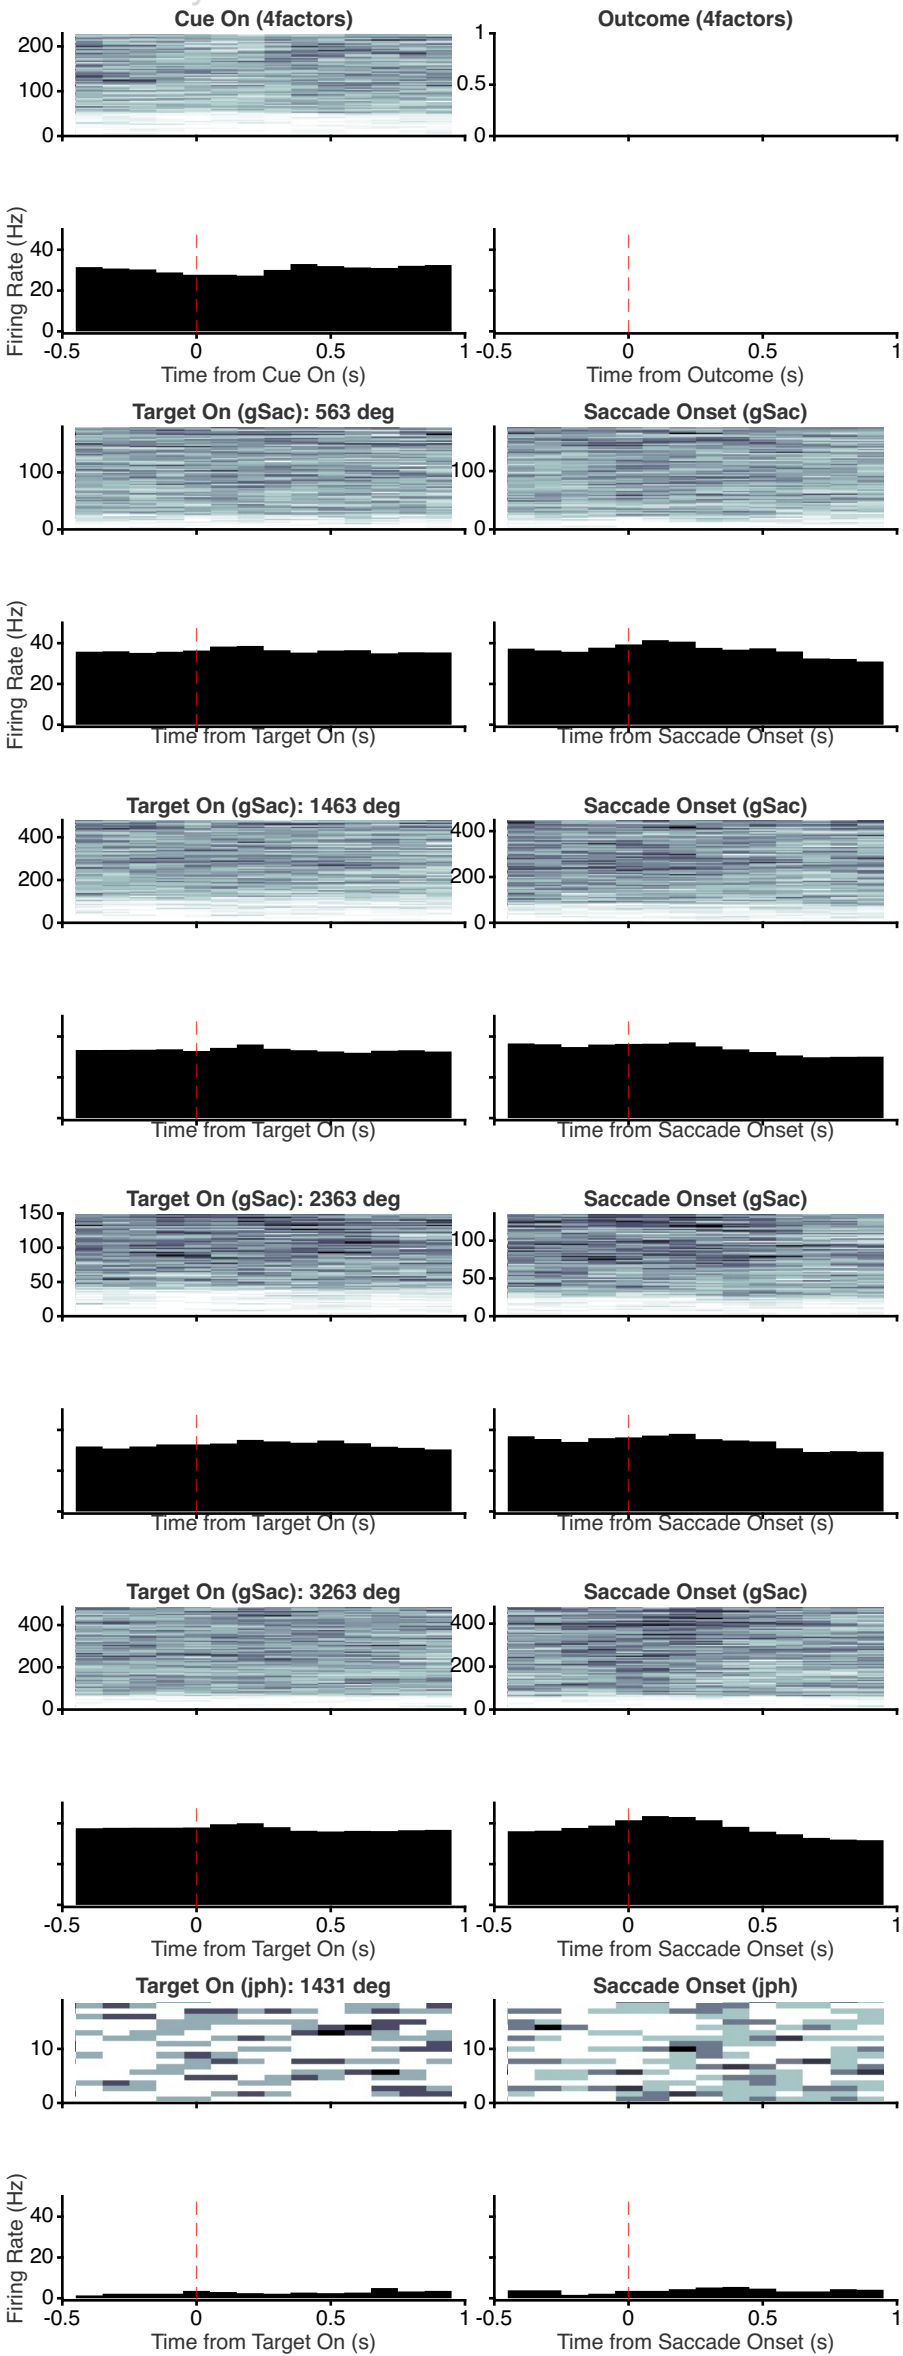 Cue On (4factors) Outcome (4factors)
200 1
100 0.5
0 0
Firing Rate (Hz)
40
20
0
-0.5 0 0.5 1 -0.5 0 0.5 1
Time from Cue On (s) Time from Outcome (s)
Target On (gSac): 563 deg Saccade Onset (gSac)
100 100
0 0
Firing Rate (Hz)
40
20
0
Time from Target On (s) Time from Saccade Onset (s)
Target On (gSac): 1463 deg Saccade Onset (gSac)
400 400
200 200
0 0
Time from Target On (s) Time from Saccade Onset (s)
Target On (gSac): 2363 deg Saccade Onset (gSac)
150
100 100
50 50
0 0
Time from Target On (s) Time from Saccade Onset (s)
Target On (gSac): 3263 deg Saccade Onset (gSac)
400 400
200 200
0 0
-0.5 0 0.5 1 -0.5 0 0.5 1
Time from Target On (s) Time from Saccade Onset (s)
Target On (jph): 1431 deg Saccade Onset (jph)
10 10
0 0
Firing Rate (Hz)
40
20
0
-0.5 0 0.5 1 -0.5 0 0.5 1
Time from Target On (s) Time from Saccade Onset (s)